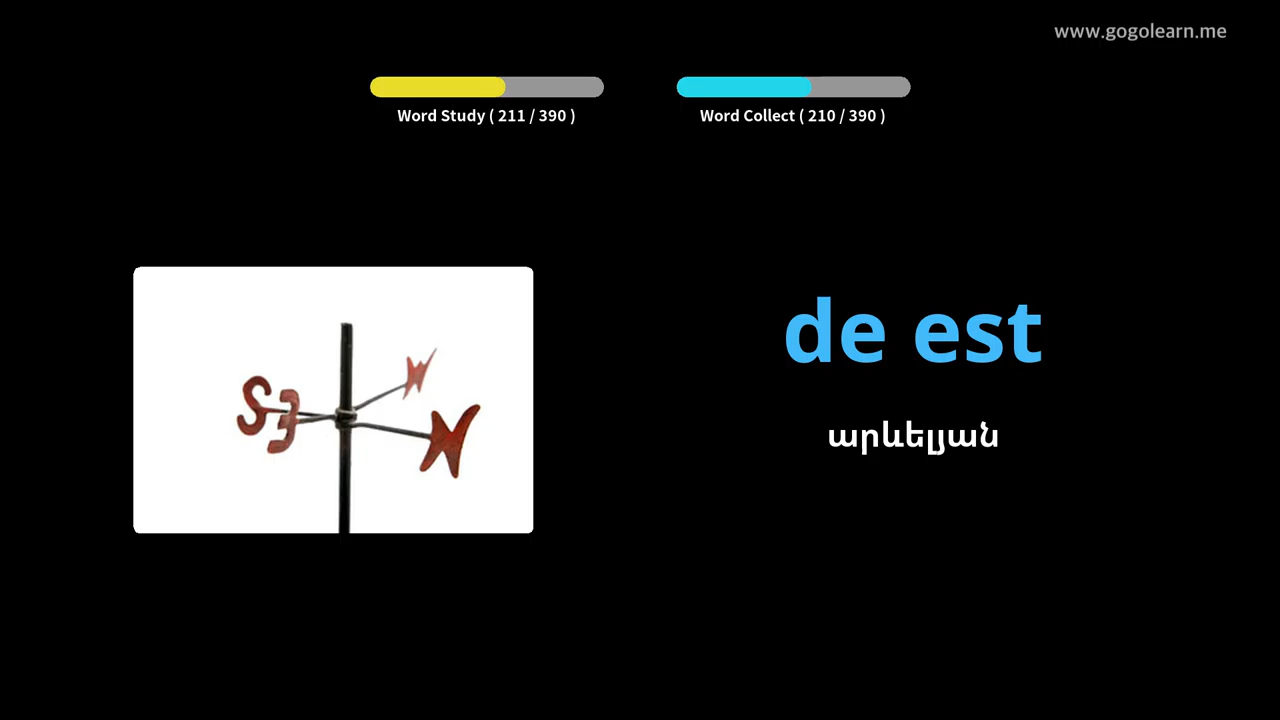 www.gogolearn.me
Word Study ( 211 / 390 )
Word Collect ( 210 / 390 )
de est
արևելյան
S E N W